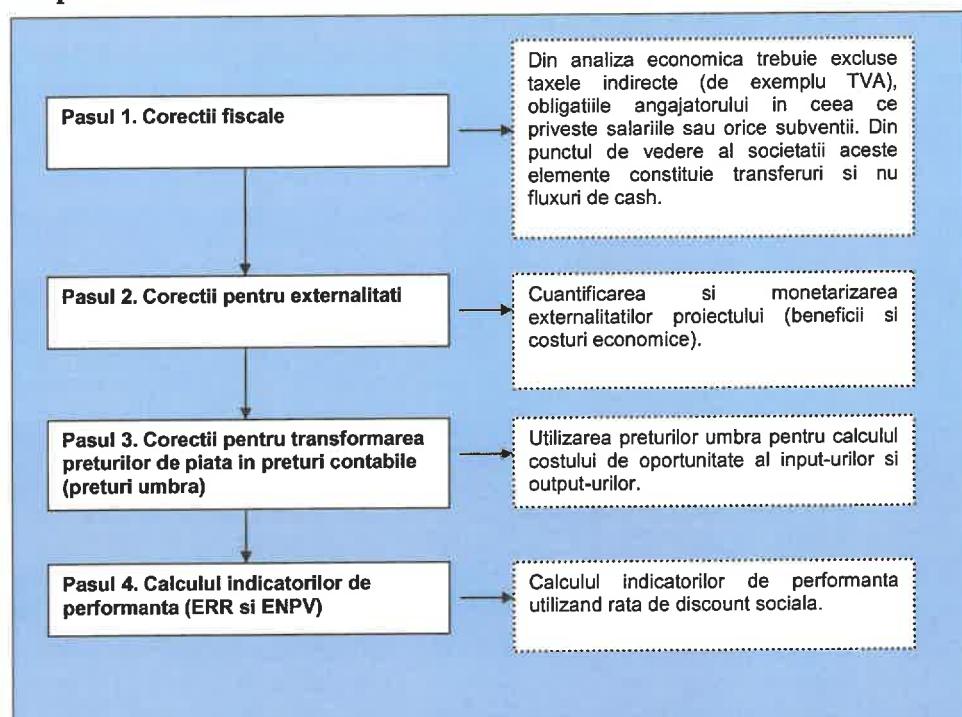 Pasul 1. Corectii fiscale
Din analiza economica trebuie excluse
taxele indirecte (de exemplu TVA),
obligatiile angajatorului in ceea ce
priveste salariile sau orice subventii. Din
punctul de vedere al societatii aceste
elemente constituie transferuri si nu
fluxuri de cash.
Pasul 2. Corectii pentru externalitati
Cuantificarea si monetarizarea
externalitatilor proiectului (beneficii si
costuri economice).
Pasul 3. Corectii pentru transformarea
preturilor de piata in preturi contabile
(preturi umbra)
Utilizarea preturilor umbra pentru calculul
costului de oportunitate al input-urilor si
output-urilor.
Pasul 4. Calculul indicatorilor de
performanta (ERR si ENPV)
Calculul indicatorilor de performanta
utilizand rata de discount sociala.